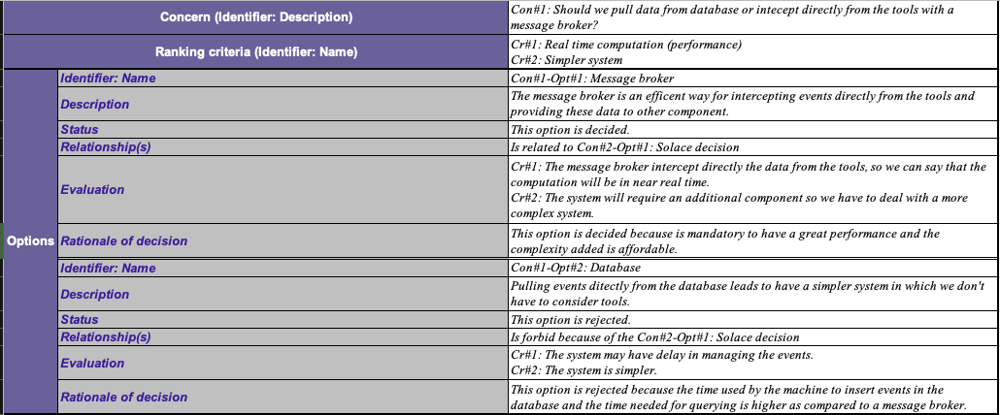 Concern (Identifier: Description)
Con#1: Should we pull data from database or intecept directly from the tools with a
message broker?
Ranking criteria (Identifier: Name)
Cr#1: Real time computation (performance)
Cr#2: Simpler system
Options
Identifier: Name
Con#1-Opt#1: Message broker
Description
The message broker is an efficent way for intercepting events directly from the tools and
providing these data to other component.
Status
This option is decided.
Relationship(s)
Is related to Con#2-Opt#1: Solace decision
Evaluation
Cr#1: The message broker intercept directly the data from the tools, so we can say that the
computation will be in near real time.
Cr#2: The system will require an additional component so we have to deal with a more
complex system.
Rationale of decision
This option is decided because is mandatory to have a great performance and the
complexity added is affordable.
Identifier: Name
Con#1-Opt#2: Database
Description
Pulling events ditectly from the database leads to have a simpler system in which we don't
have to consider tools.
Status
This option is rejected.
Relationship(s)
Is forbid because of the Con#2-Opt#1: Solace decision
Evaluation
Cr#1: The system may have delay in managing the events.
Cr#2: The system is simpler.
Rationale of decision
This option is rejected because the time used by the machine to insert events in the
database and the time needed for querying is higher as compared to a message broker.